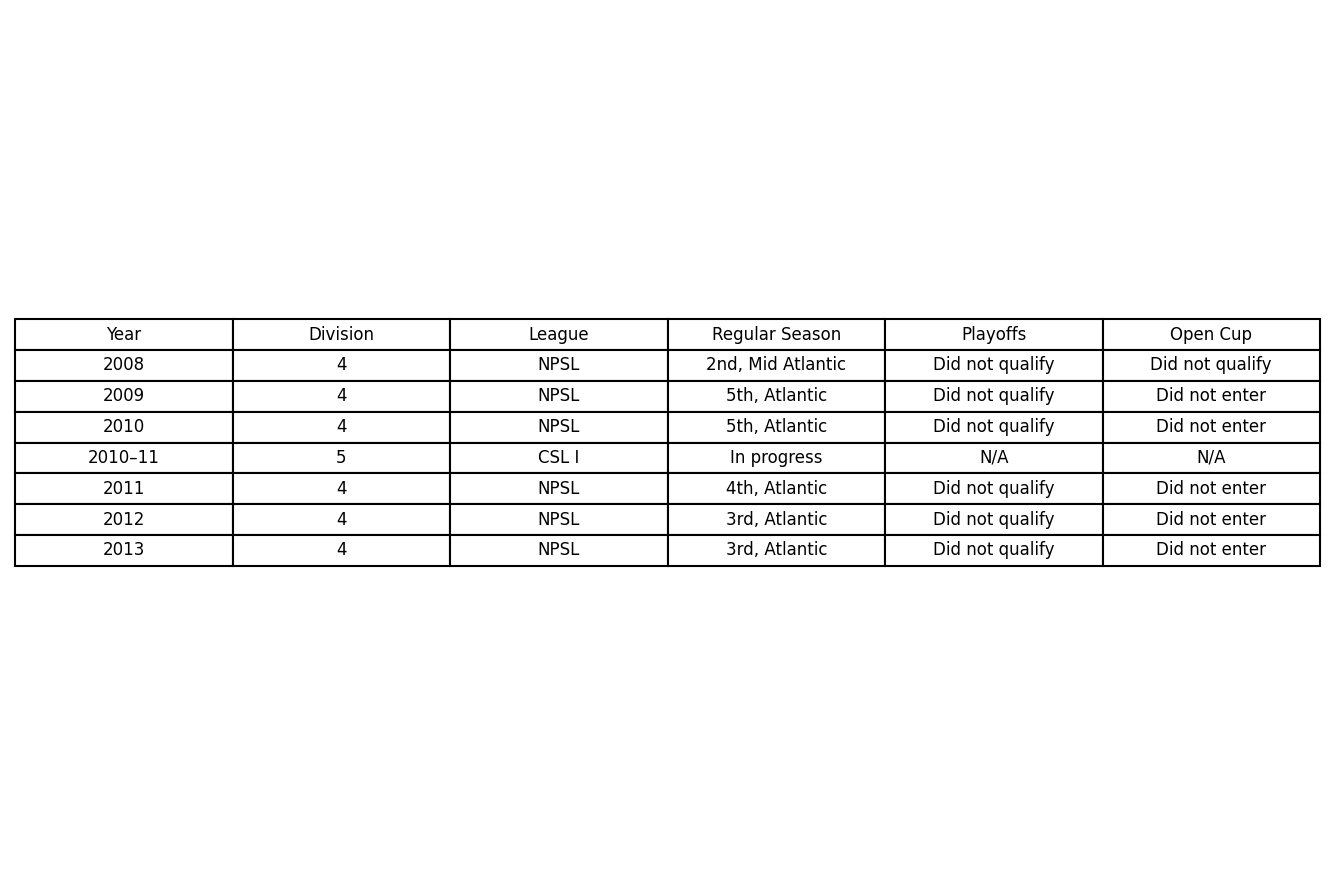 Year Division League Regular Season Playoffs Open Cup
2008 4 NPSL 2nd, Mid Atlantic Did not qualify Did not qualify
2009 4 NPSL 5th, Atlantic Did not qualify Did not enter
2010 4 NPSL 5th, Atlantic Did not qualify Did not enter
2010–11 5 CSL I In progress N/A N/A
2011 4 NPSL 4th, Atlantic Did not qualify Did not enter
2012 4 NPSL 3rd, Atlantic Did not qualify Did not enter
2013 4 NPSL 3rd, Atlantic Did not qualify Did not enter